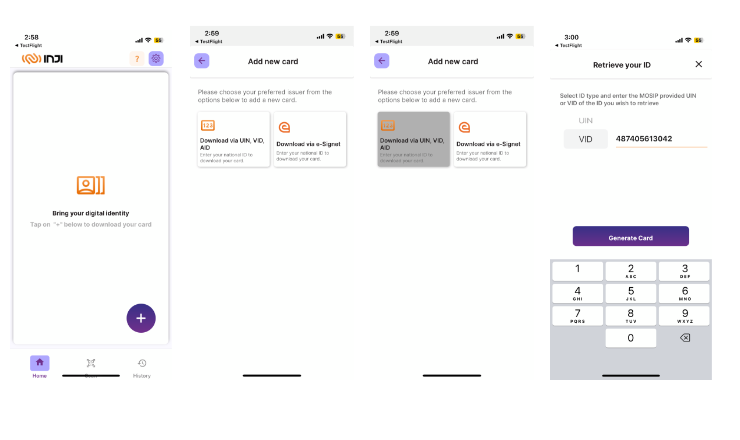 2:58
56
◄ TestFlight
INJI
?
Bring your digital identity
Tap on "+" below to download your card
+
Home
History
2:59
56
◄ TestFlight
Add new card
Please choose your preferred issuer from the
options below to add a new card.
123
Download via UIN, VID,
AID
Enter your national ID to
download your card
Download via e-Signet
Enter your national ID to
download your card.
2:59
56
◄ TestFlight
Add new card
Please choose your preferred issuer from the
options below to add a new card.
Download via UIN, VID,
AID
Enter your national ID to
download your card
Download via e-Signet
Enter your national ID to
download your card.
3:00
56
◄ TestFlight
Retrieve your ID
Select ID type and enter the MOSIP provided UIN
or VID of the ID you wish to retrieve
UIN
VID 487405613042
Generate Card
1 2 3
ABC DEF
4 5 6
GHI JKL MNO
7 8 9
PQRS TUV WXYZ
0